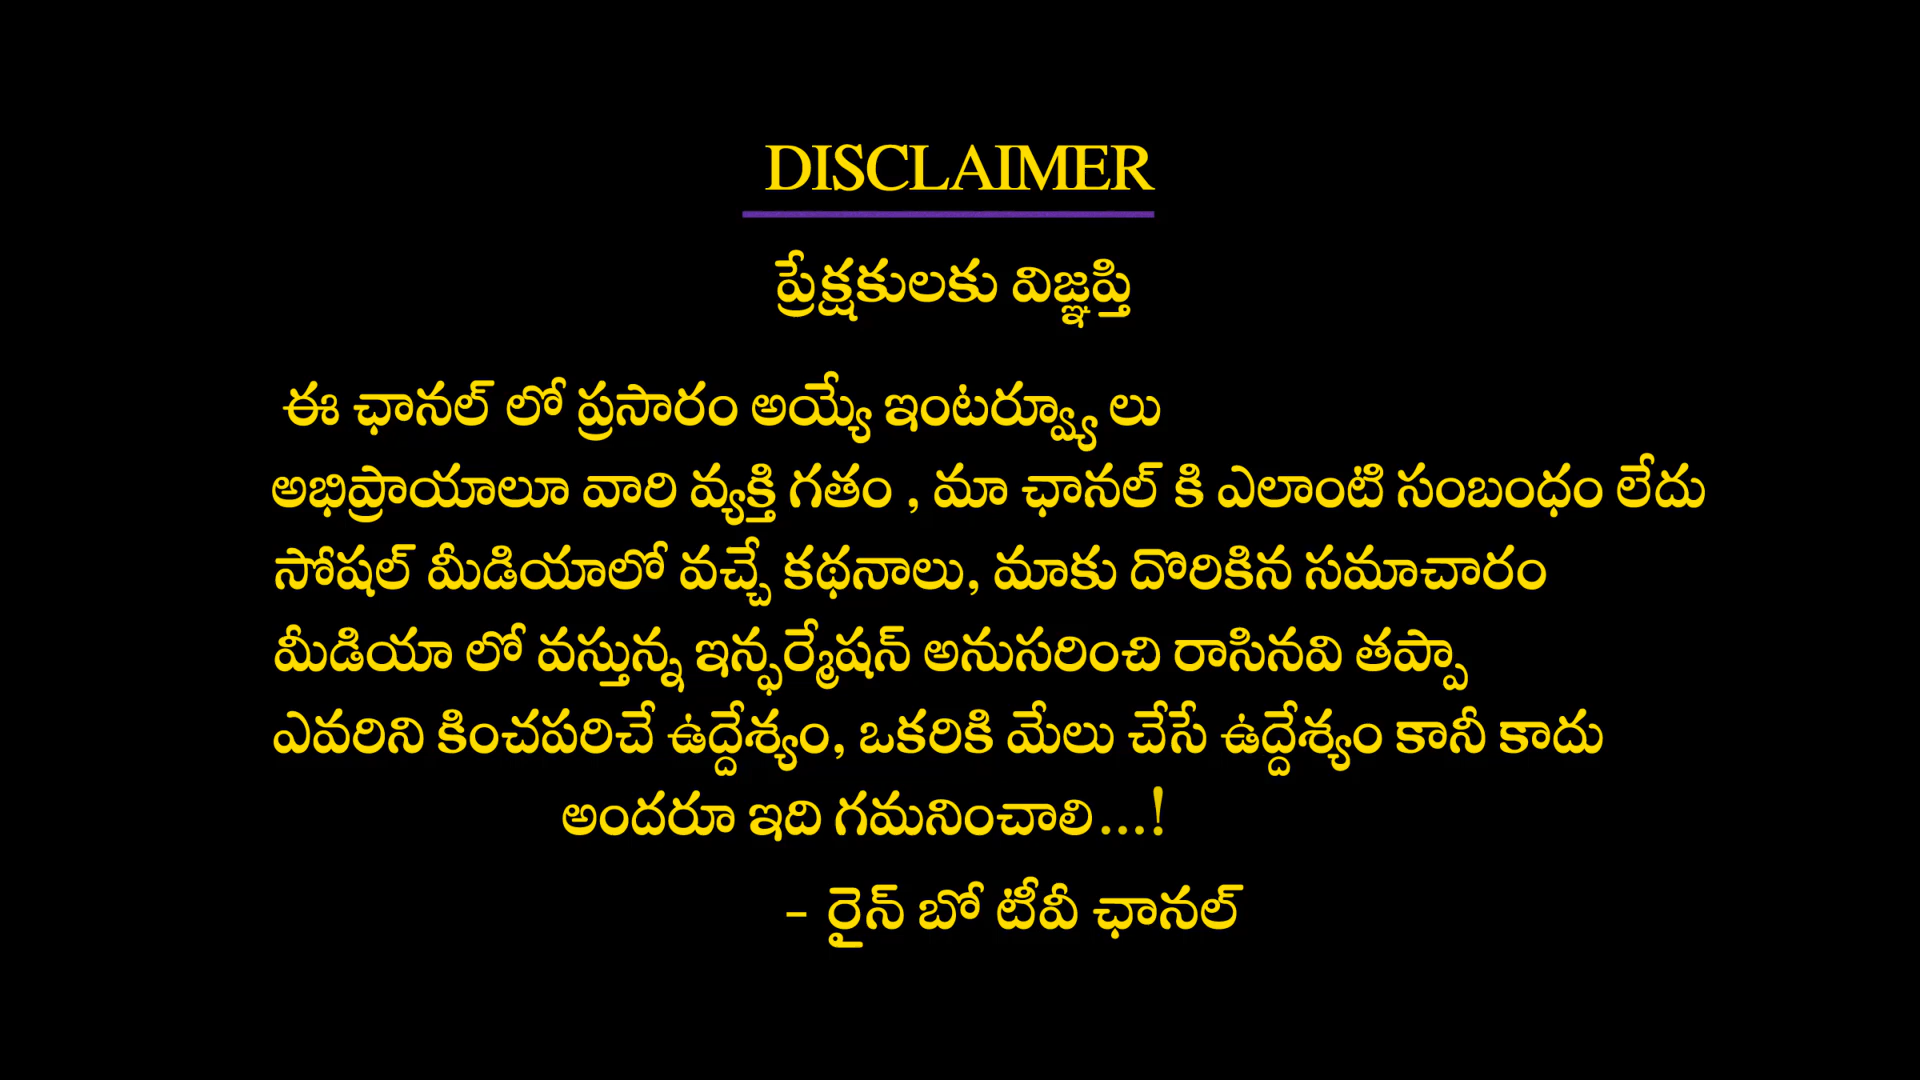 DISCLAIMER
ప్రేక్షకులకు విజ్ఞప్తి
ఈ ఛానల్ లో ప్రసారం అయ్యే ఇంటర్వ్యూ లు
అభిప్రాయాలూ వారి వ్యక్తి గతం , మా ఛానల్ కి ఎలాంటి సంబంధం లేదు
సోషల్ మీడియాలో వచ్చే కథనాలు, మాకు దొరికిన సమాచారం
మీడియా లో వస్తున్న ఇన్ఫర్మేషన్ అనుసరించి రాసినవి తప్పా
ఎవరిని కించపరిచే ఉద్దేశ్యం, ఒకరికి మేలు చేసే ఉద్దేశ్యం కానీ కాదు
అందరూ ఇది గమనించాలి...!
- రైన్ బో టీవీ ఛానల్